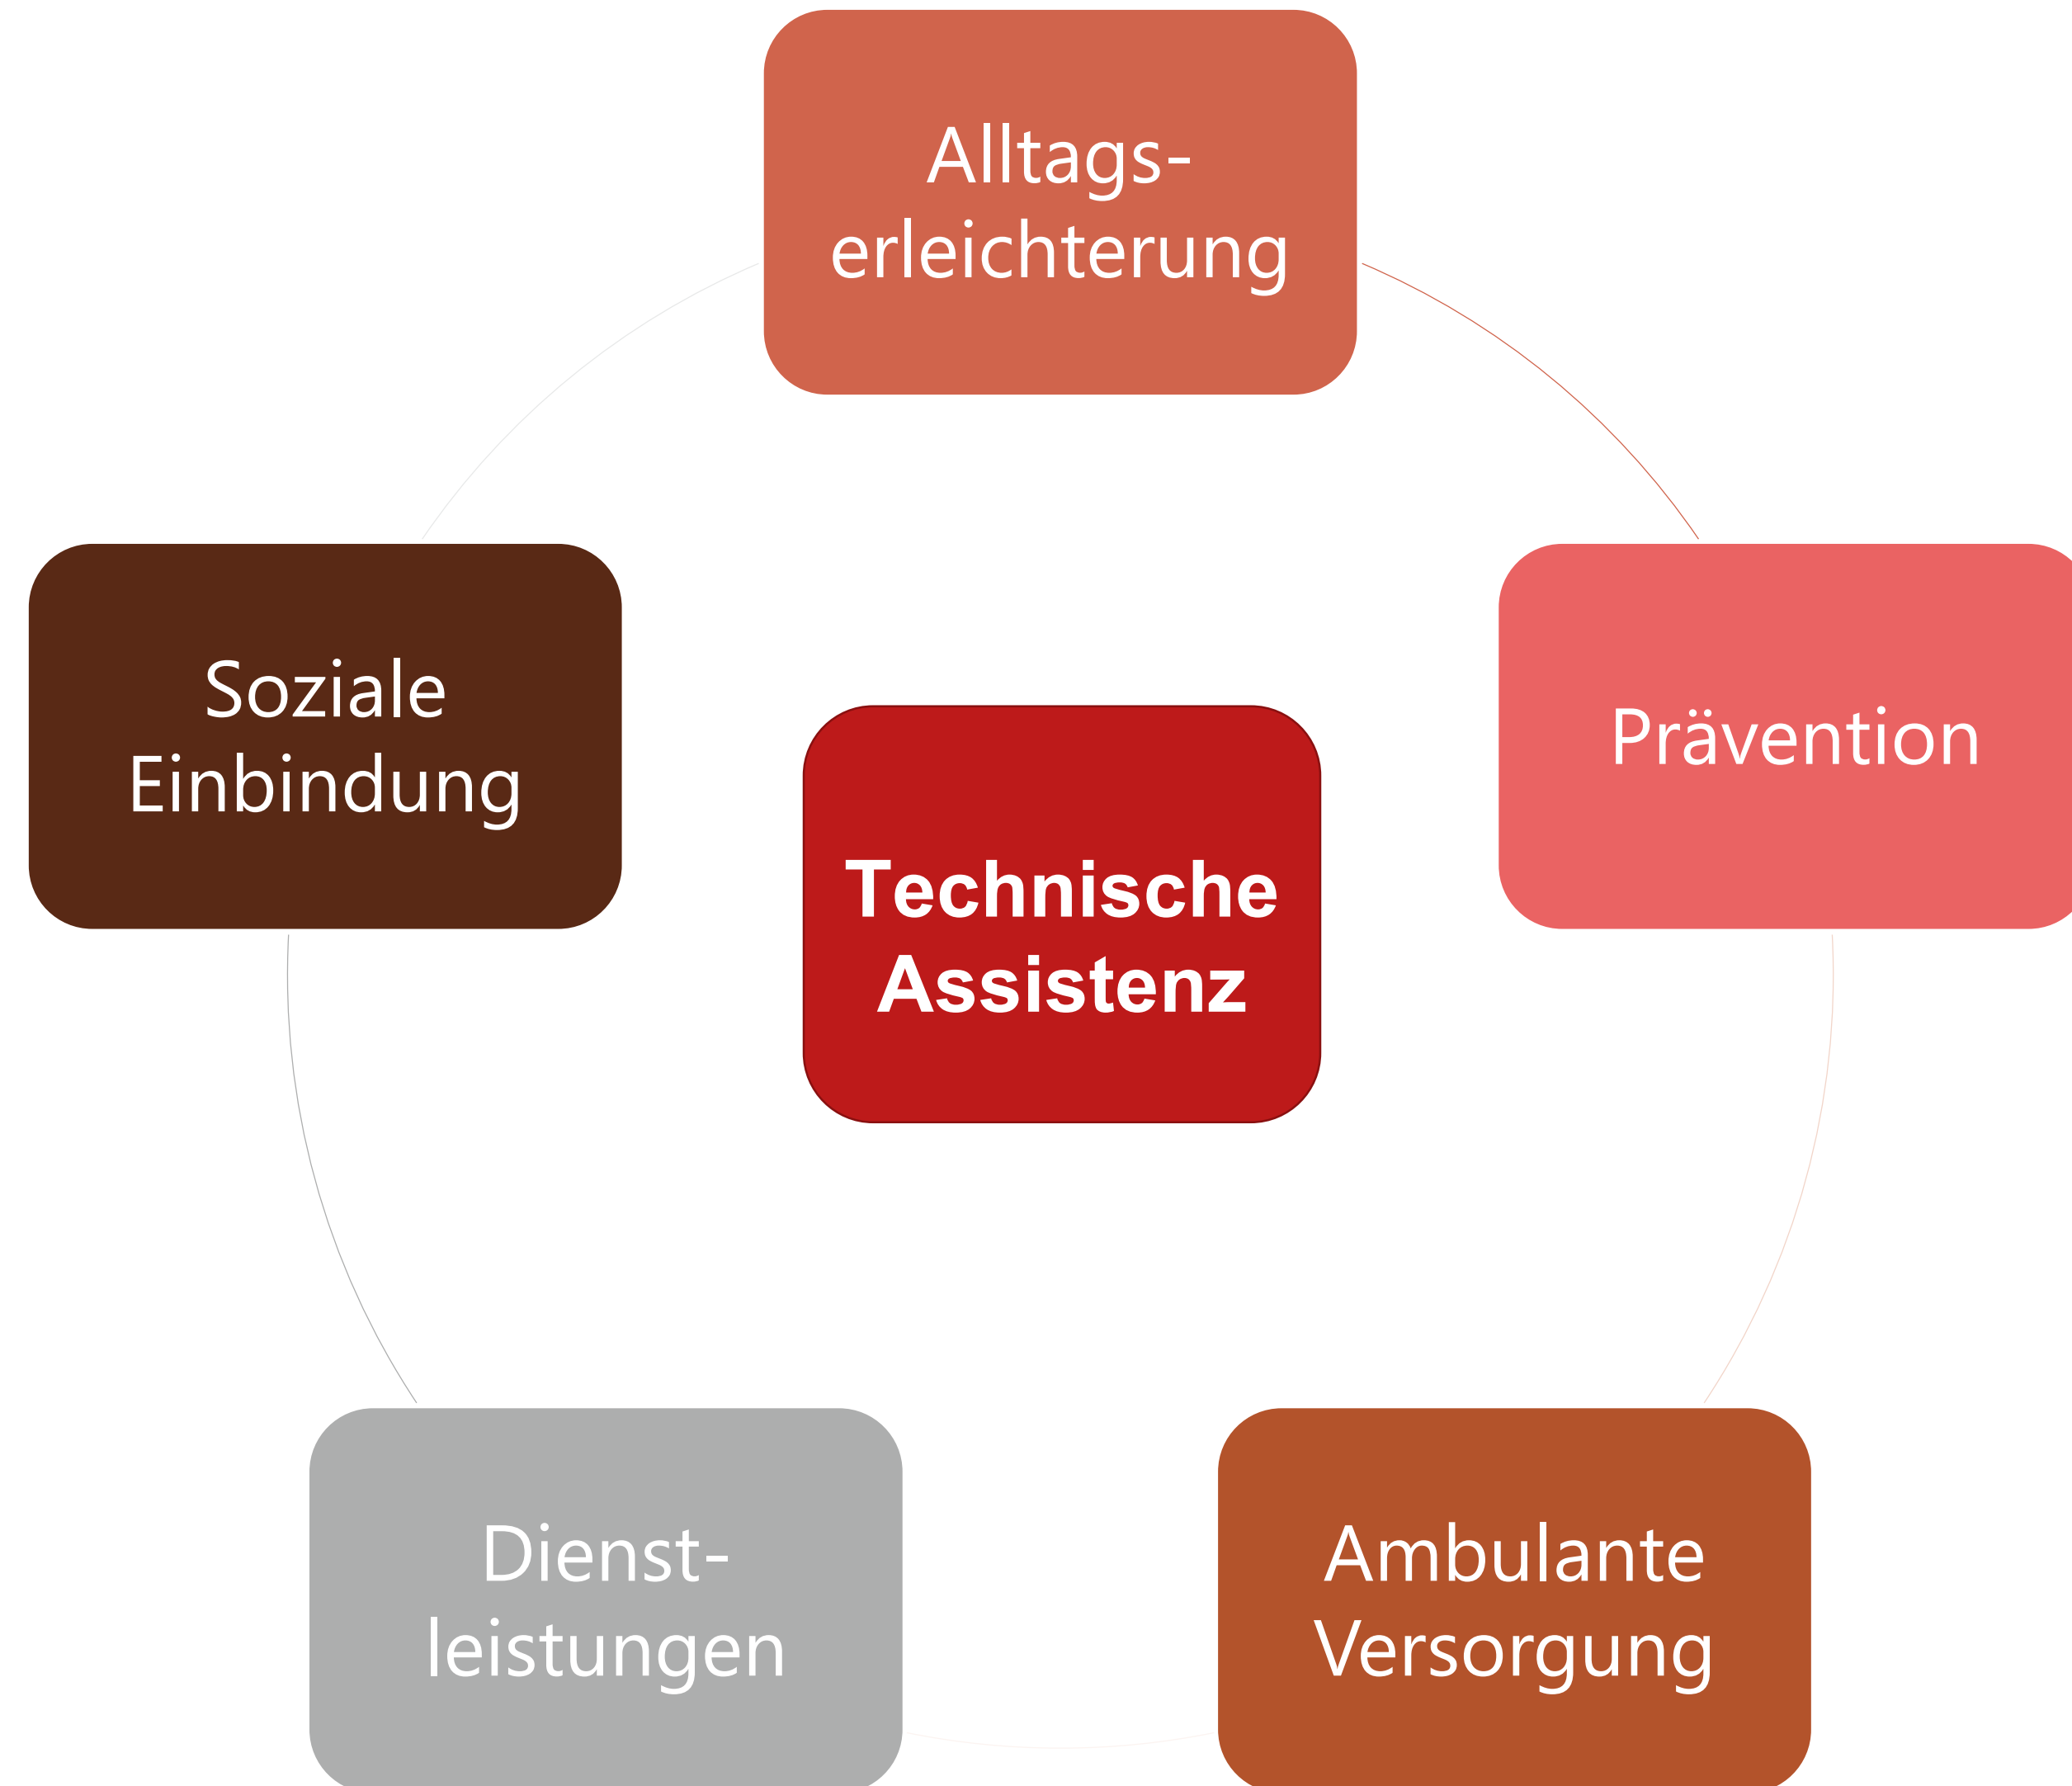 Alltags-
erleichterung
Soziale
Einbindung
Prävention
Technische
Assistenz
Dienst-
leistungen
Ambulante
Versorgung